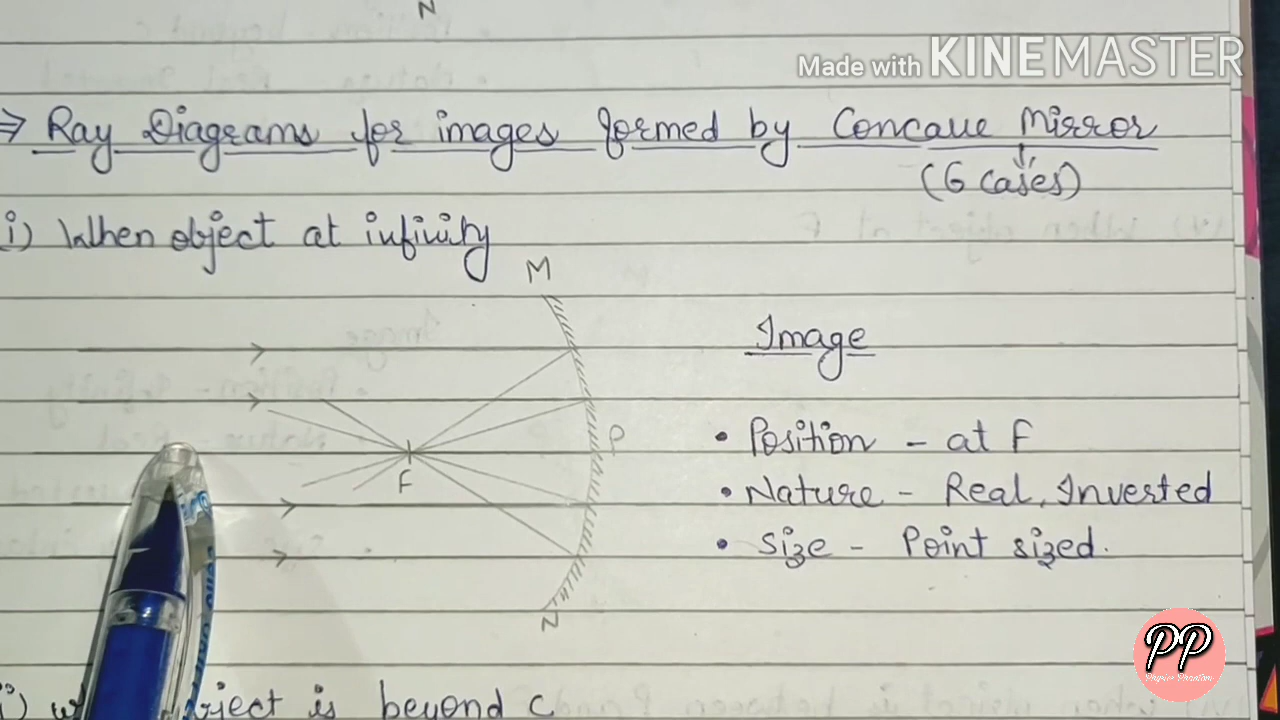 N
Made with KINEMASTER
⇒ Ray Diagrams for images formed by Concave Mirror
(6 cases)
i) When object at infinity
M
Image
P
• Position - at F
F
• Nature - Real, Inverted
• Size - Point sized.
N
PP
i) object is beyond C